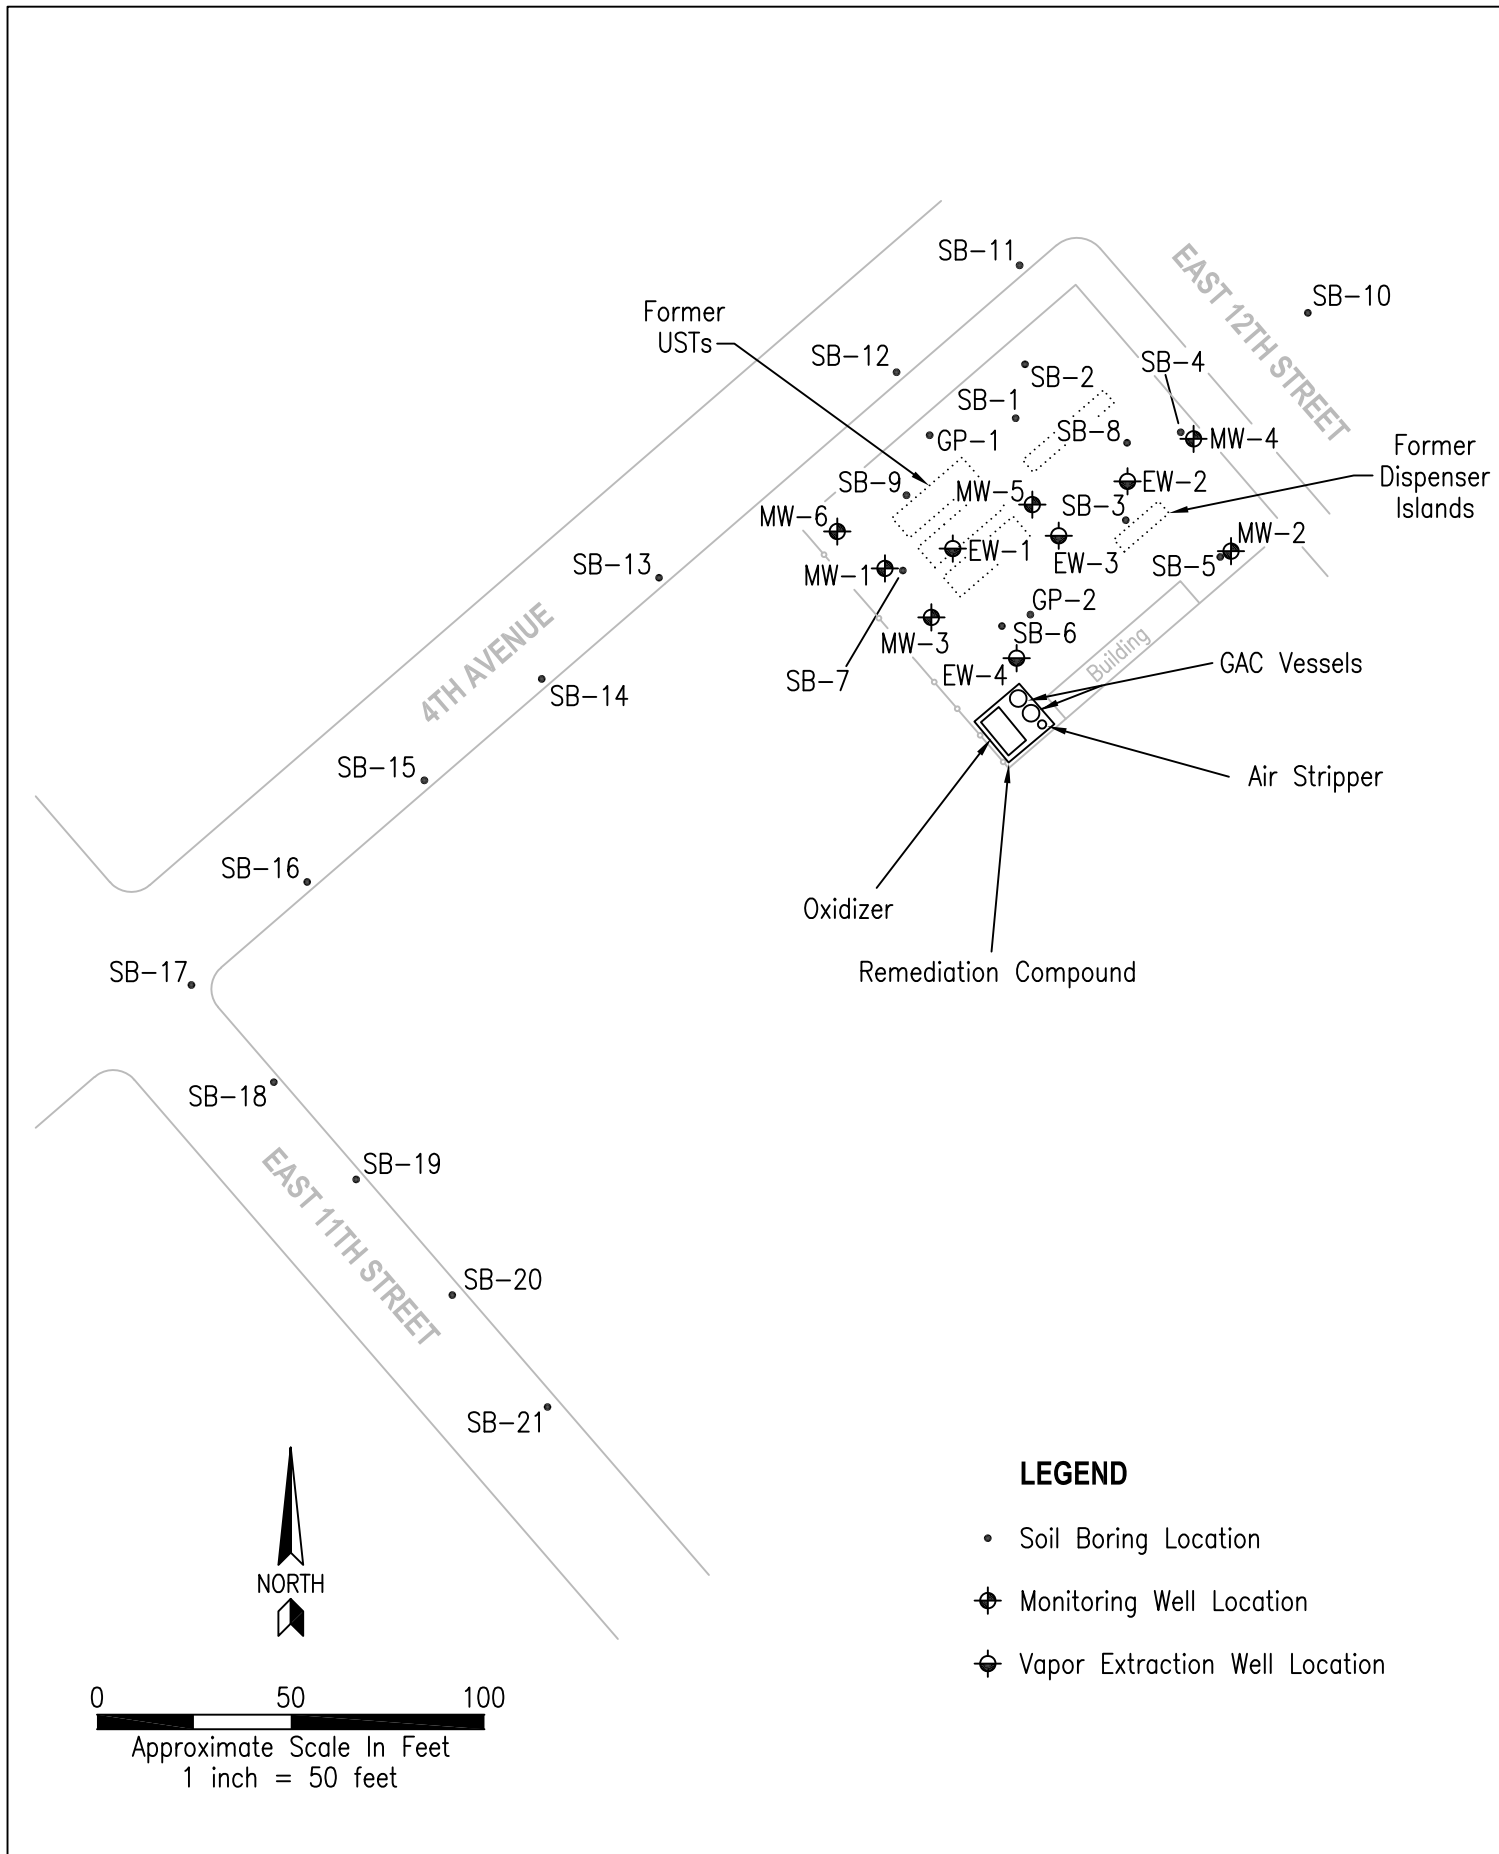 SB-11
EAST 12TH STREET
SB-10
Former
USTs
SB-12
SB-2
SB-4
SB-1
GP-1
SB-8
MW-4
Former
Dispenser
Islands
SB-9
MW-5
EW-2
SB-3
MW-6
MW-2
EW-1
EW-3
SB-5
SB-13
MW-1
GP-2
4TH AVENUE
MW-3
SB-6
Building
SB-7
EW-4
GAC Vessels
SB-14
SB-15
Air Stripper
SB-16
Oxidizer
SB-17
Remediation Compound
SB-18
SB-19
EAST 11TH STREET
SB-20
SB-21
NORTH
0 50 100
Approximate Scale In Feet
1 inch = 50 feet
LEGEND
Soil Boring Location
Monitoring Well Location
Vapor Extraction Well Location